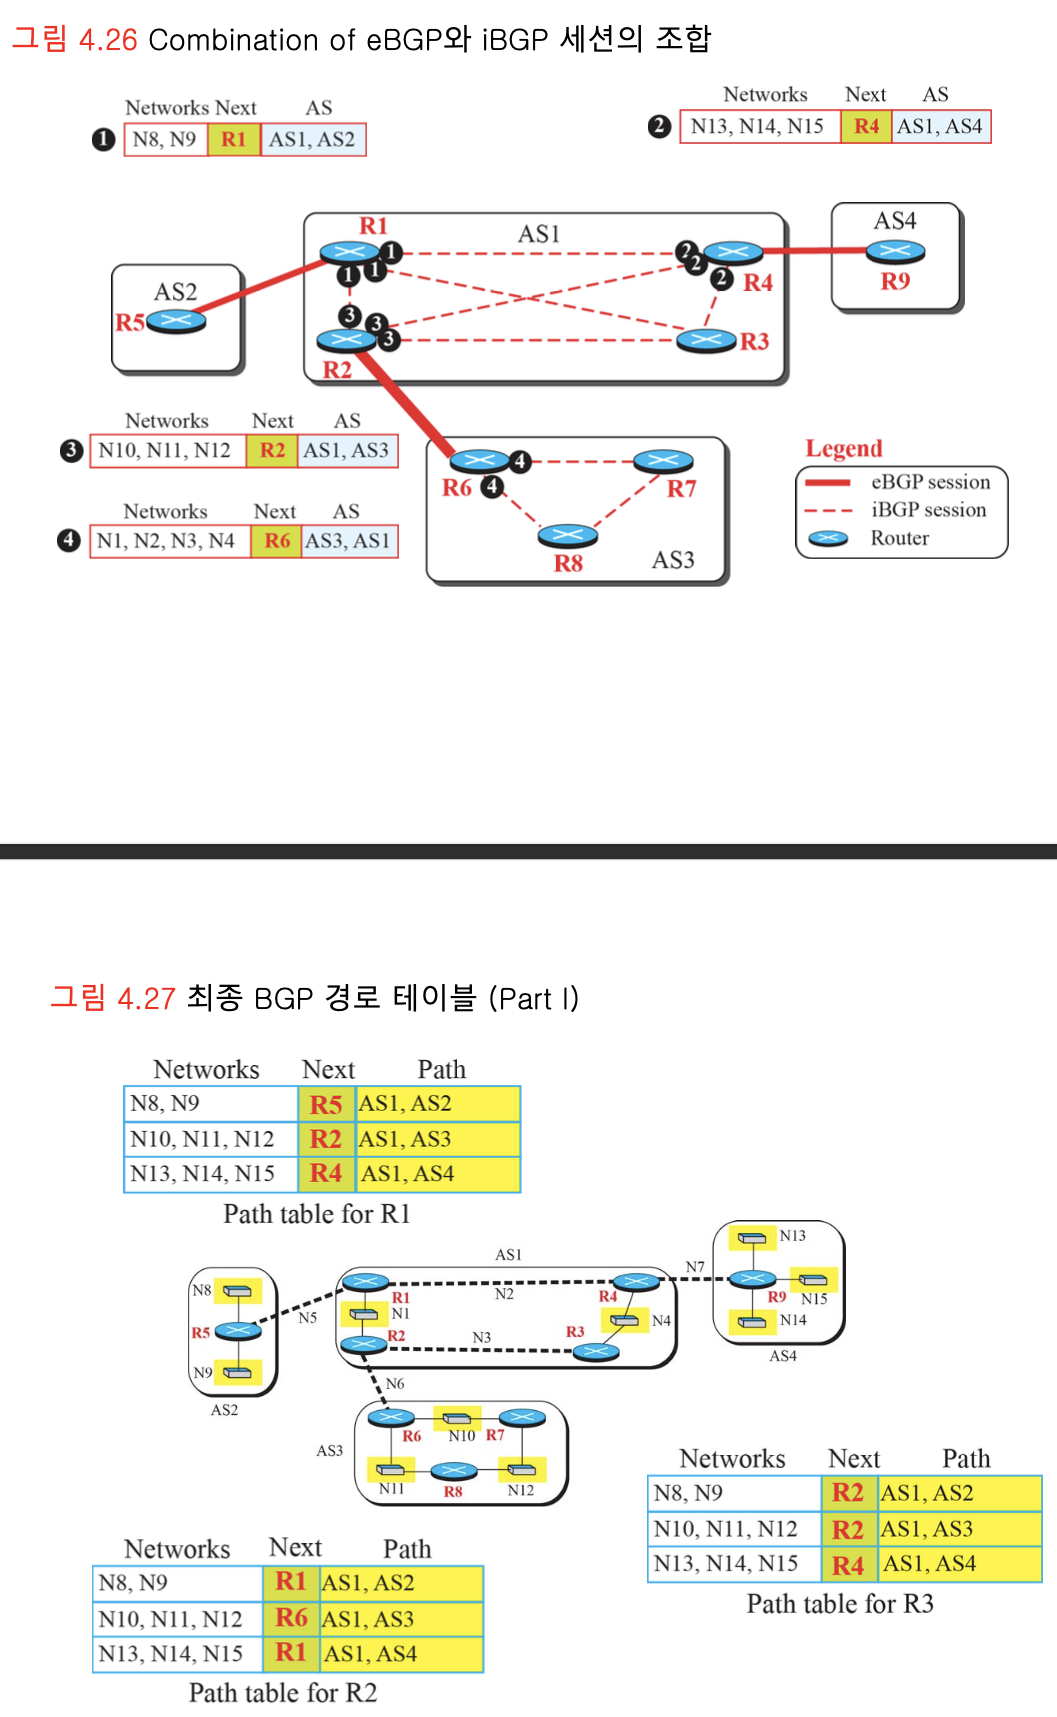 그림 4.26 Combination of eBGP와 iBGP 세션의 조합
Networks Next AS
1 N8, N9 R1 AS1, AS2
Networks Next AS
2 N13, N14, N15 R4 AS1, AS4
AS2
R5
AS1
R1
1 1 1
2 2 2
R4
3 3 3
R2
R3
AS4
R9
Networks Next AS
3 N10, N11, N12 R2 AS1, AS3
Networks Next AS
4 N1, N2, N3, N4 R6 AS3, AS1
R6
4
4
R7
R8
AS3
Legend
eBGP session
iBGP session
Router
그림 4.27 최종 BGP 경로 테이블 (Part I)
Networks Next Path
N8, N9 R5 AS1, AS2
N10, N11, N12 R2 AS1, AS3
N13, N14, N15 R4 AS1, AS4
Path table for R1
N8
R5
N9
AS2
N5
AS1
R1
N1
R2
N2
N3
R4
N4
R3
N7
N13
R9
N15
N14
AS4
N6
AS3
R6
N10
R7
N11
R8
N12
Networks Next Path
N8, N9 R2 AS1, AS2
N10, N11, N12 R2 AS1, AS3
N13, N14, N15 R4 AS1, AS4
Path table for R3
Networks Next Path
N8, N9 R1 AS1, AS2
N10, N11, N12 R6 AS1, AS3
N13, N14, N15 R1 AS1, AS4
Path table for R2